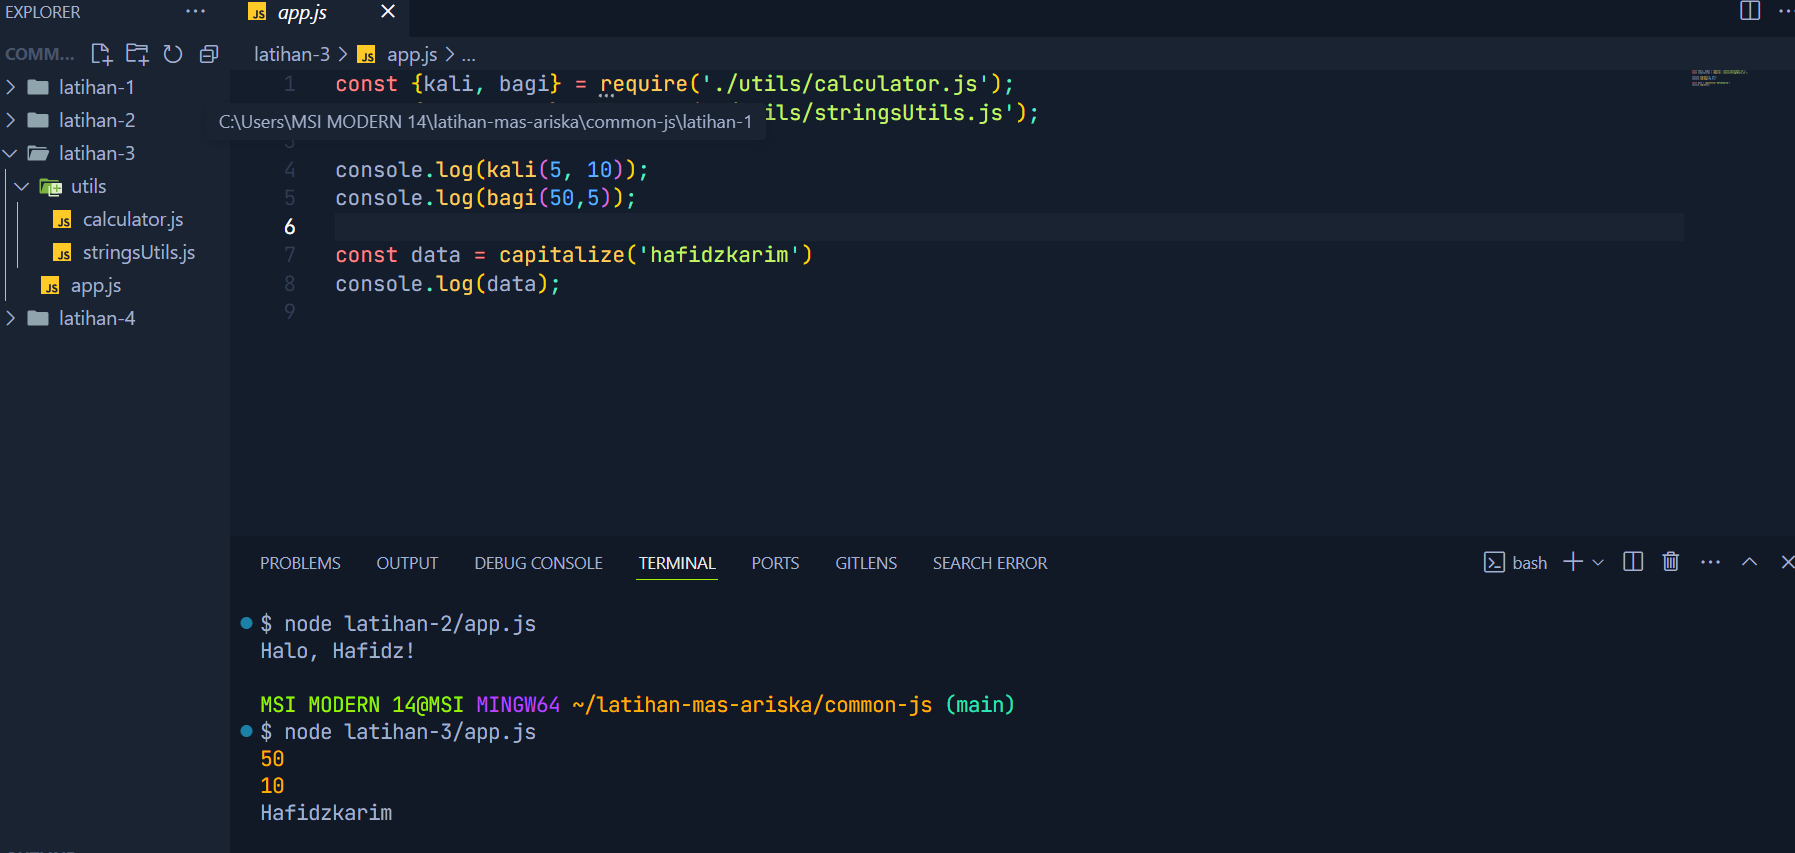 EXPLORER
COMM...
latihan-1
latihan-2
latihan-3
utils
calculator.js
stringsUtils.js
app.js
latihan-4
JS app.js
latihan-3 > JS app.js > ...
1 const {kali, bagi} = require('./utils/calculator.js');
ils/stringsUtils.js');
C:\Users\MSI MODERN 14\latihan-mas-ariska\common-js\latihan-1
3
4 console.log(kali(5, 10));
5 console.log(bagi(50,5));
6
7 const data = capitalize('hafidzkarim')
8 console.log(data);
9
PROBLEMS OUTPUT DEBUG CONSOLE TERMINAL PORTS GITLENS SEARCH ERROR
bash
$ node latihan-2/app.js
Halo, Hafidz!
MSI MODERN 14@MSI MINGW64 ~/latihan-mas-ariska/common-js (main)
$ node latihan-3/app.js
50
10
Hafidzkarim